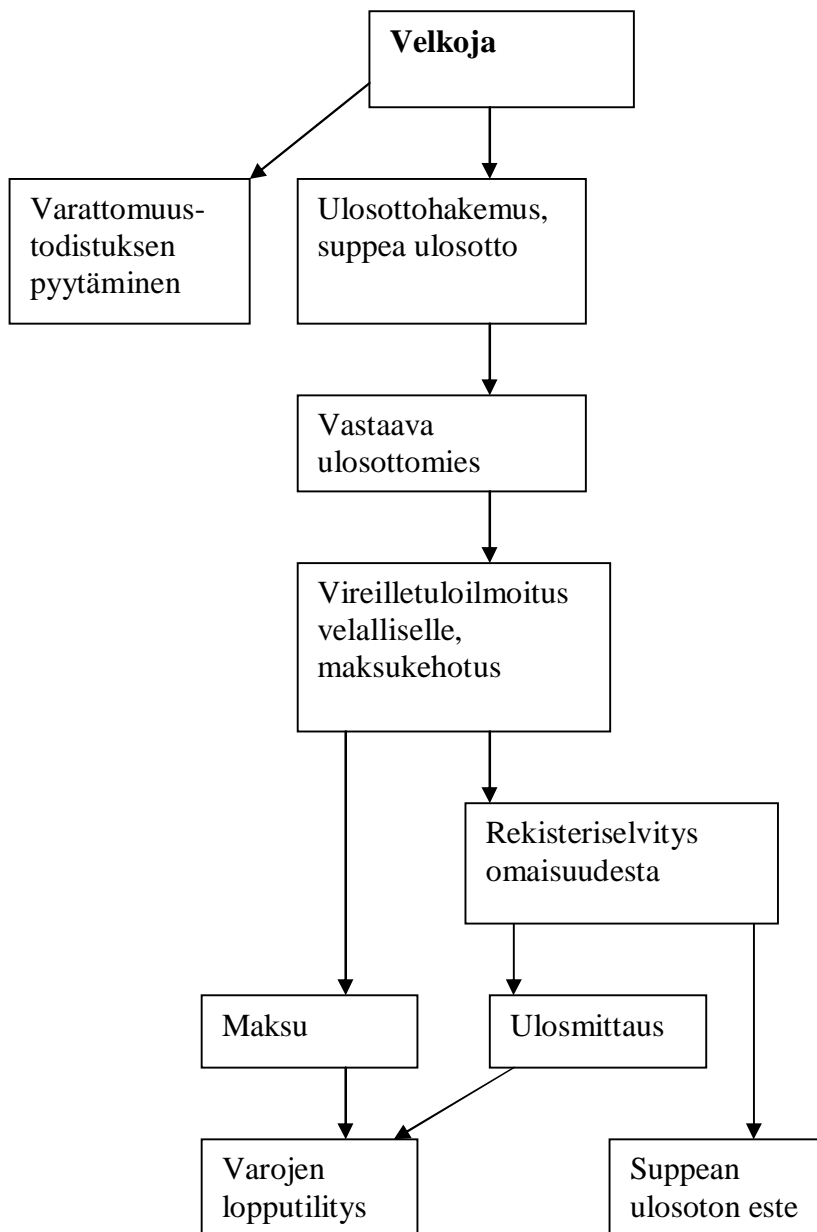 Velkoja
Varattomuus-
todistuksen
pyytäminen
Ulosottohakemus,
suppea ulosotto
Vastaava
ulosottomies
Vireilletuloilmoitus
velalliselle,
maksukehotus
Rekisteriselvitys
omaisuudesta
Maksu
Ulosmittaus
Varojen
lopputilitys
Suppean
ulosoton este